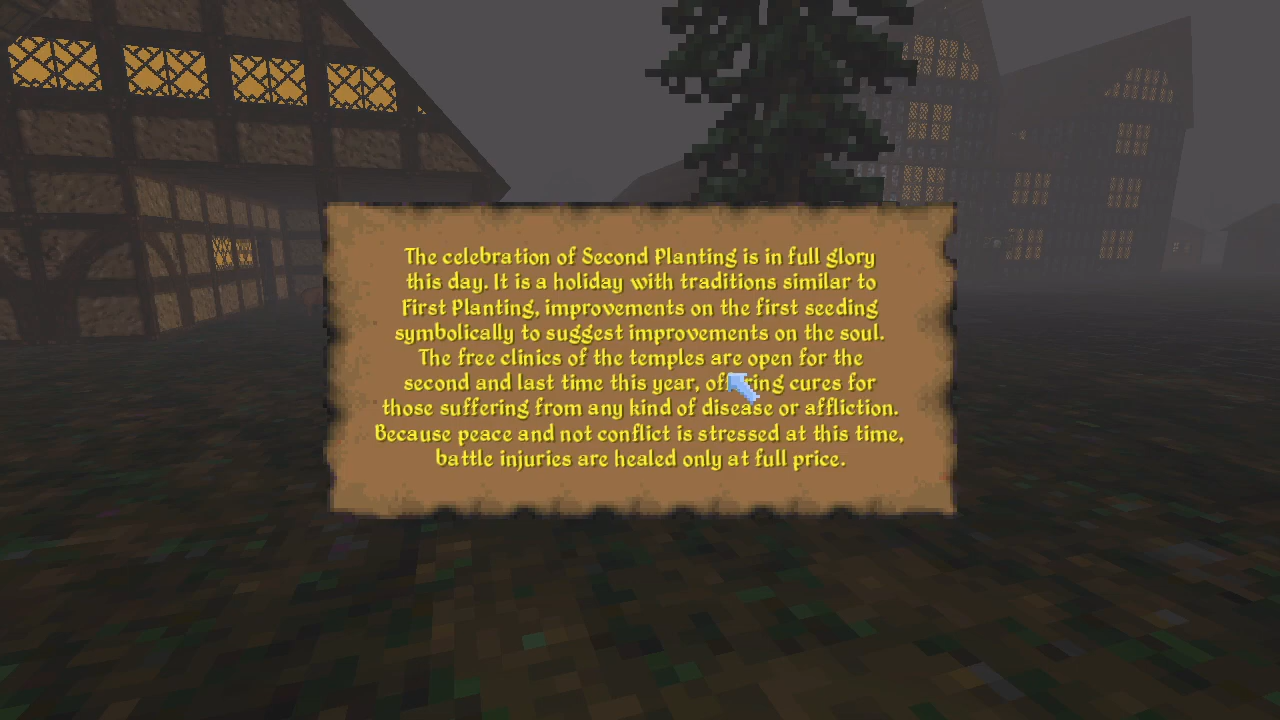 The celebration of Second Planting is in full glory
this day. It is a holiday with traditions similar to
First Planting, improvements on the first seeding
symbolically to suggest improvements on the soul.
The free clinics of the temples are open for the
second and last time this year, offering cures for
those suffering from any kind of disease or affliction.
Because peace and not conflict is stressed at this time,
battle injuries are healed only at full price.